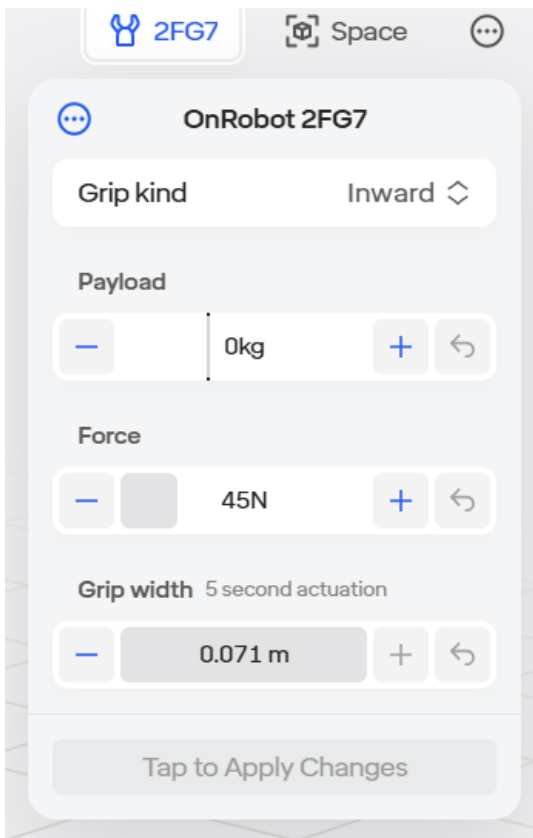 2FG7 Space
OnRobot 2FG7
Grip kind Inward
Payload
0kg
Force
45N
Grip width 5 second actuation
0.071 m
Tap to Apply Changes